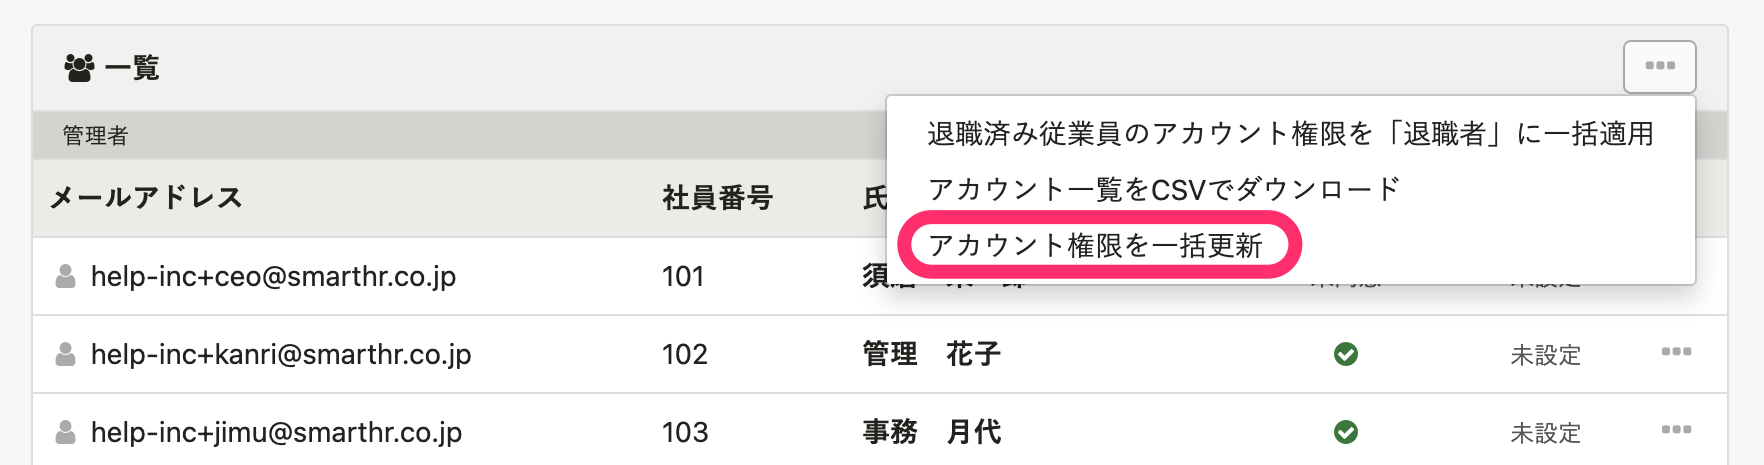 一覧
退職済み従業員のアカウント権限を「退職者」に一括適用
アカウント一覧をCSVでダウンロード
アカウント権限を一括更新
管理者
メールアドレス 社員番号 氏
help-inc+ceo@smarthr.co.jp 101
help-inc+kanri@smarthr.co.jp 102 管理 花子 未設定
help-inc+jimu@smarthr.co.jp 103 事務 月代 未設定